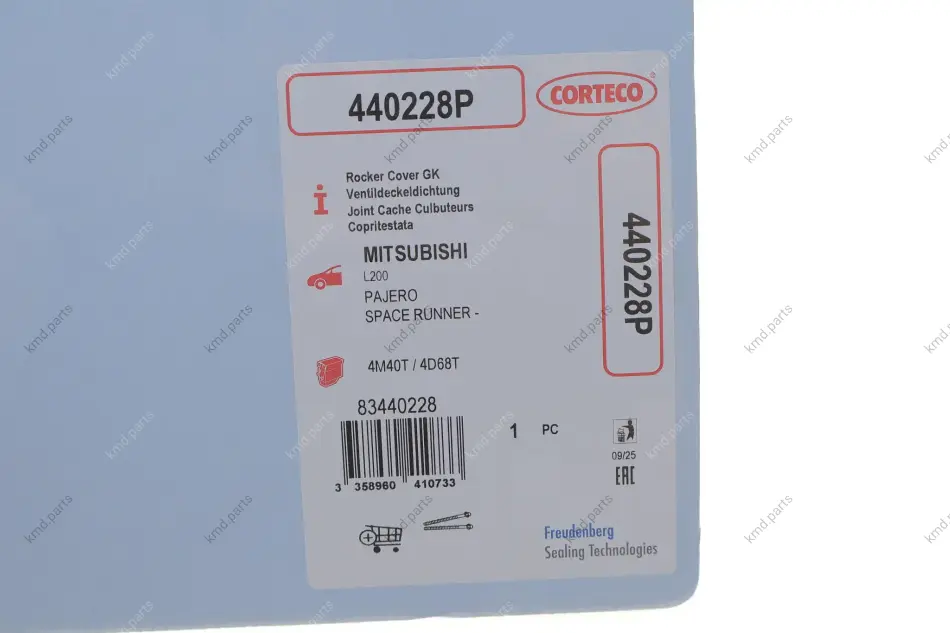 440228P
CORTECO
Rocker Cover GK
Ventildeckeldichtung
Joint Cache Culbuteurs
Copritestata
MITSUBISHI
L200
PAJERO
SPACE RUNNER -
440228P
4M40T / 4D68T
83440228
3 358960 410733
1 PC
09/25
EAC
Freudenberg
Sealing Technologies
kmd.parts